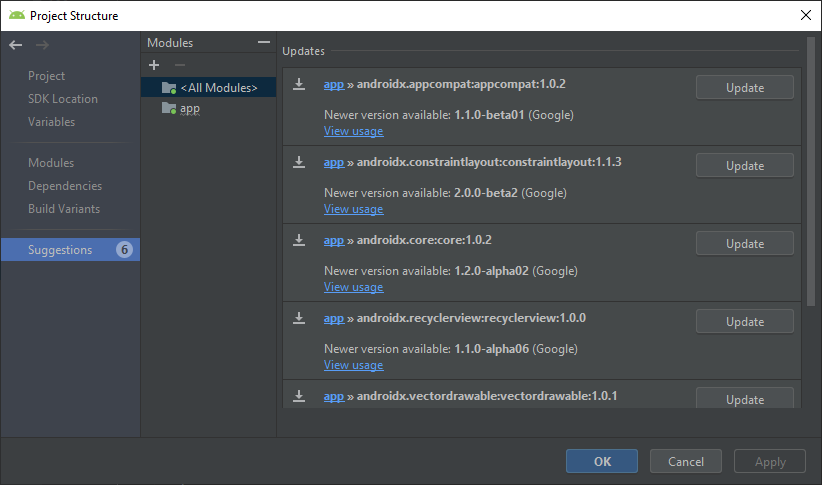 Project Structure
Project
SDK Location
Variables
Modules
Dependencies
Build Variants
Suggestions 6
Modules
<All Modules>
app
Updates
app » androidx.appcompat:appcompat:1.0.2
Update
Newer version available: 1.1.0-beta01 (Google)
View usage
app » androidx.constraintlayout:constraintlayout:1.1.3
Update
Newer version available: 2.0.0-beta2 (Google)
View usage
app » androidx.core:core:1.0.2
Update
Newer version available: 1.2.0-alpha02 (Google)
View usage
app » androidx.recyclerview:recyclerview:1.0.0
Update
Newer version available: 1.1.0-alpha06 (Google)
View usage
app » androidx.vectordrawable:vectordrawable:1.0.1
Update
OK
Cancel
Apply